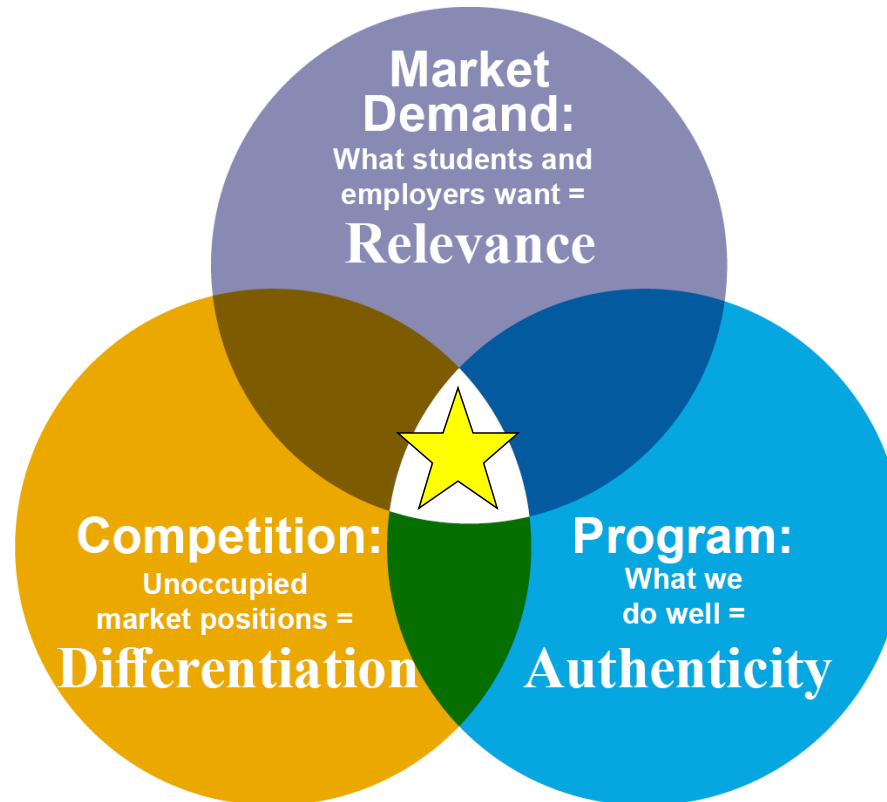 Market
Demand:
What students and
employers want =
Relevance
Competition:
Unoccupied
market positions =
Differentiation
Program:
What we
do well =
Authenticity